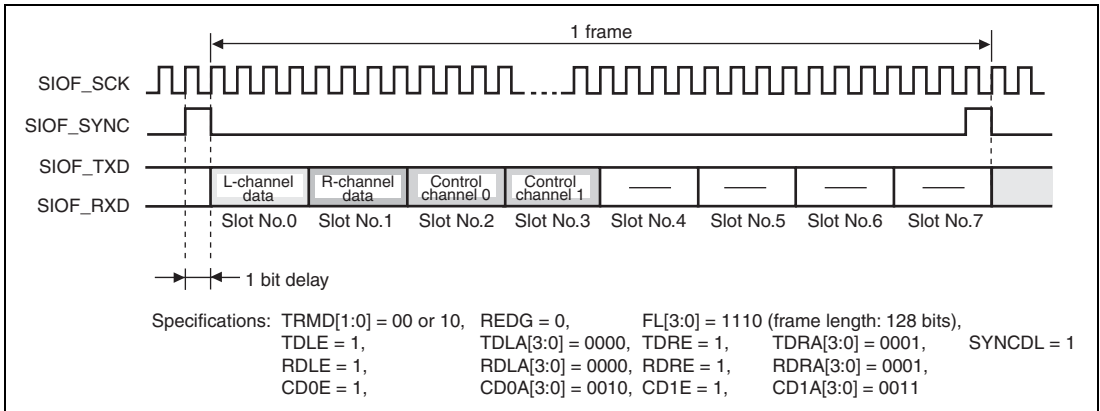 1 frame
SIOF_SCK
SIOF_SYNC
SIOF_TXD
SIOF_RXD
L-channel data
R-channel data
Control channel 0
Control channel 1
Slot No.0 Slot No.1 Slot No.2 Slot No.3 Slot No.4 Slot No.5 Slot No.6 Slot No.7
1 bit delay
Specifications: TRMD[1:0] = 00 or 10, REDG = 0, FL[3:0] = 1110 (frame length: 128 bits),
TDLE = 1, TDLA[3:0] = 0000, TDRE = 1, TDRA[3:0] = 0001, SYNCDL = 1
RDLE = 1, RDLA[3:0] = 0000, RDRE = 1, RDRA[3:0] = 0001,
CD0E = 1, CD0A[3:0] = 0010, CD1E = 1, CD1A[3:0] = 0011